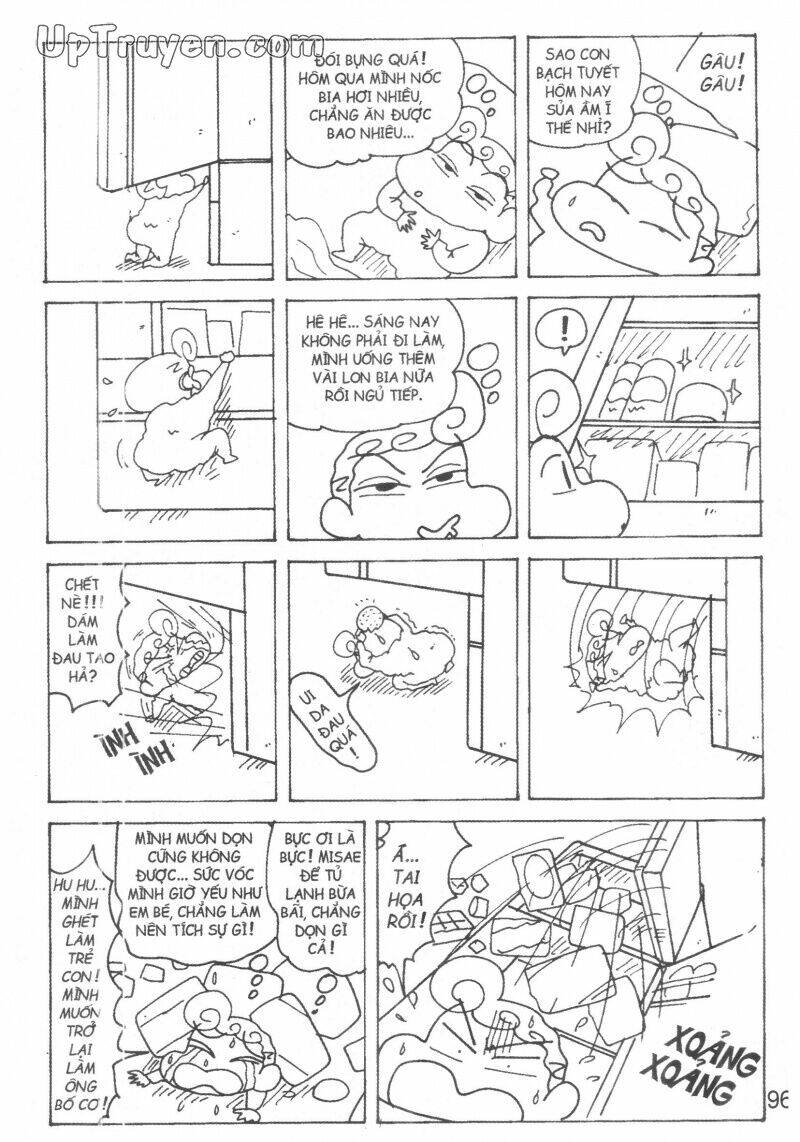 UpTruyen.com
GÂU!
GÂU!
SAO CON
BẠCH TUYẾT
HÔM NAY
SỦA ẦM Ĩ
THẾ NHỈ?
ĐÓI BỤNG QUÁ!
HÔM QUA MÌNH NỐC
BIA HƠI NHIỀU,
CHẲNG ĂN ĐƯỢC
BAO NHIÊU...
!
HÊ HÊ... SÁNG NAY
KHÔNG PHẢI ĐI LÀM,
MÌNH UỐNG THÊM
VÀI LON BIA NỮA
RỒI NGỦ TIẾP.
UI
DA
ĐAU
QUÁ
!
CHẾT
NÈ!!!
DÁM
LÀM
ĐAU TAO
HẢ?
ÌNH
ÌNH
Á...
TAI
HỌA
RỒI!
XOẢNG
XOẢNG
BỰC ƠI LÀ
BỰC! MISAE
ĐỂ TỦ
LẠNH BỪA
BÃI, CHẲNG
DỌN GÌ
CẢ!
MÌNH MUỐN DỌN
CŨNG KHÔNG
ĐƯỢC... SỨC VÓC
MÌNH GIỜ YẾU NHƯ
EM BÉ, CHẲNG LÀM
NÊN TÍCH SỰ GÌ!
HU HU...
MÌNH
GHÉT
LÀM
TRẺ
CON!
MÌNH
MUỐN
TRỞ
LẠI
LÀM
ÔNG
BỐ CƠ!
96